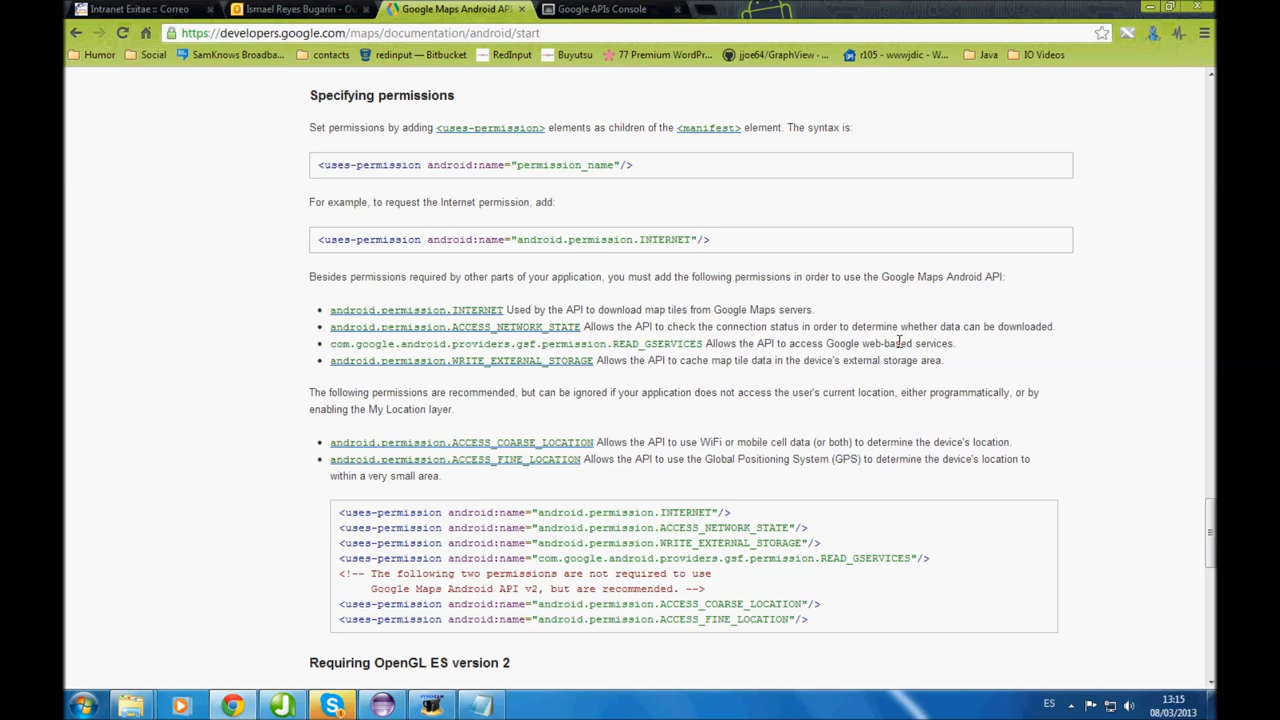 Intranet Exitae ::: Correo
Ismael Reyes Bugarin - Ou
Google Maps Android API
Google APIs Console
https://developers.google.com/maps/documentation/android/start
Humor
Social
SamKnows Broadba...
contacts
redinput — Bitbucket
RedInput
Buyutsu
77 Premium WordPr...
jjoe64/GraphView · ...
r105 - wwwjdic - W...
Java
IO Videos
Specifying permissions
Set permissions by adding <uses-permission> elements as children of the <manifest> element. The syntax is:
<uses-permission android:name="permission_name"/>
For example, to request the Internet permission, add:
<uses-permission android:name="android.permission.INTERNET"/>
Besides permissions required by other parts of your application, you must add the following permissions in order to use the Google Maps Android API:
• android.permission.INTERNET Used by the API to download map tiles from Google Maps servers.
• android.permission.ACCESS_NETWORK_STATE Allows the API to check the connection status in order to determine whether data can be downloaded.
• com.google.android.providers.gsf.permission.READ_GSERVICES Allows the API to access Google web-based services.
• android.permission.WRITE_EXTERNAL_STORAGE Allows the API to cache map tile data in the device's external storage area.
The following permissions are recommended, but can be ignored if your application does not access the user's current location, either programmatically, or by
enabling the My Location layer.
• android.permission.ACCESS_COARSE_LOCATION Allows the API to use WiFi or mobile cell data (or both) to determine the device's location.
• android.permission.ACCESS_FINE_LOCATION Allows the API to use the Global Positioning System (GPS) to determine the device's location to
within a very small area.
<uses-permission android:name="android.permission.INTERNET"/>
<uses-permission android:name="android.permission.ACCESS_NETWORK_STATE"/>
<uses-permission android:name="android.permission.WRITE_EXTERNAL_STORAGE"/>
<uses-permission android:name="com.google.android.providers.gsf.permission.READ_GSERVICES"/>
<!-- The following two permissions are not required to use
Google Maps Android API v2, but are recommended. -->
<uses-permission android:name="android.permission.ACCESS_COARSE_LOCATION"/>
<uses-permission android:name="android.permission.ACCESS_FINE_LOCATION"/>
Requiring OpenGL ES version 2
ES
13:15
08/03/2013